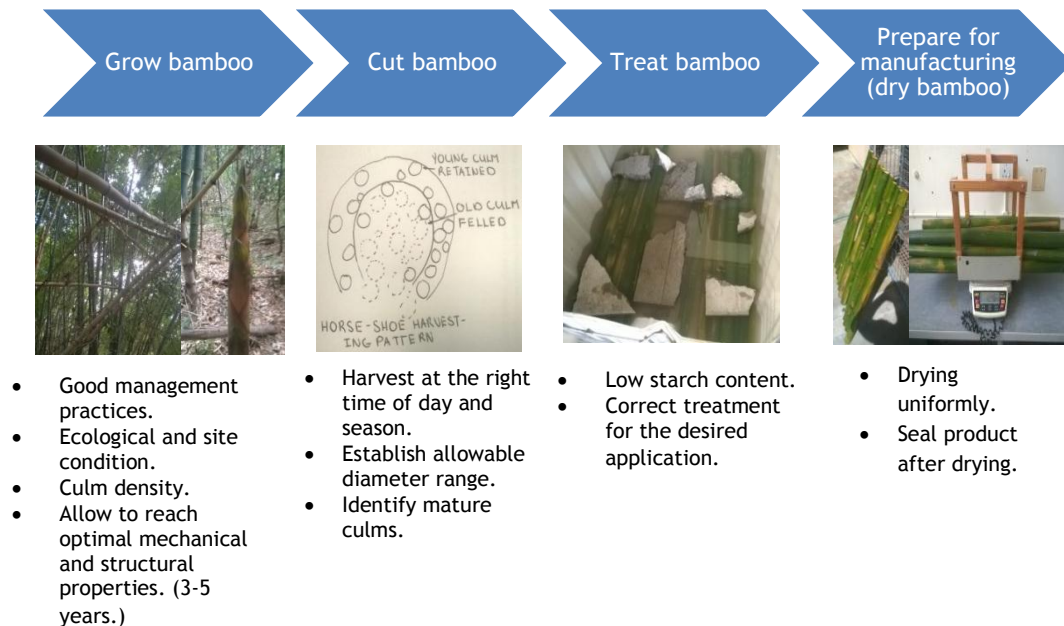 Grow bamboo
Cut bamboo
Treat bamboo
Prepare for
manufacturing
(dry bamboo)
YOUNG CULM
RETAINED
OLD CULM
FELLED
HORSE-SHOE HARVEST-
ING PATTERN
• Good management
practices.
• Ecological and site
condition.
• Culm density.
• Allow to reach
optimal mechanical
and structural
properties. (3-5
years.)
• Harvest at the right
time of day and
season.
• Establish allowable
diameter range.
• Identify mature
culms.
• Low starch content.
• Correct treatment
for the desired
application.
• Drying
uniformly.
• Seal product
after drying.